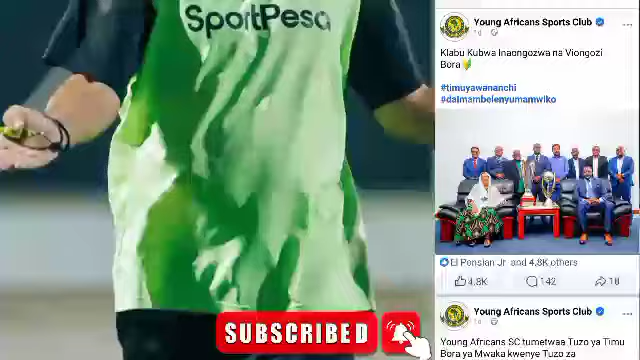 SportPesa
SUBSCRIBED
Young Africans Sports Club
1d
Klabu Kubwa Inaongozwa na Viongozi
Bora
#timuyawananchi
#daimambelenyumamwiko
El Ponsian Jr and 4.8K others
4.8K
142
18
Young Africans Sports Club
Young Africans SC tumetwaa Tuzo ya Timu
Bora ya Mwaka kwenye Tuzo za